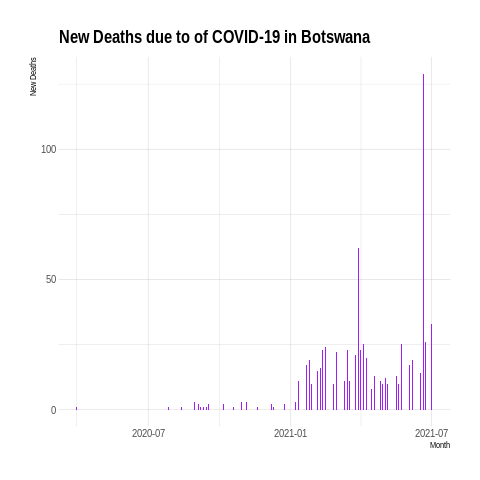 New Deaths due to of COVID-19 in Botswana
New Deaths
100
50
0
2020-07
2021-01
2021-07
Month